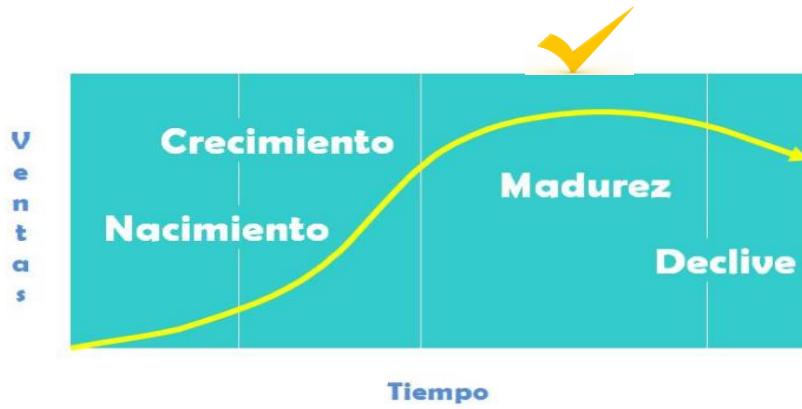 Ventas
Crecimiento
Nacimiento
Madurez
Declive
Tiempo